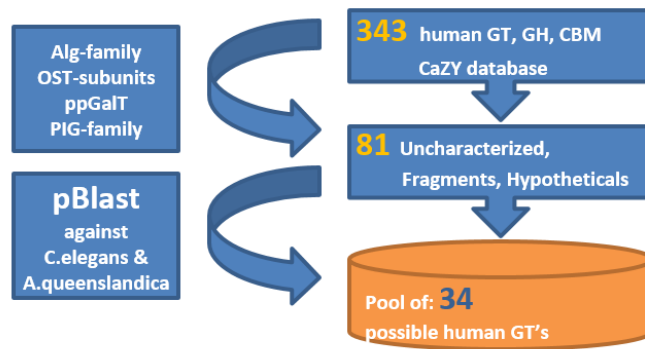 Alg-family
OST-subunits
ppGalT
PIG-family
343 human GT, GH, CBM
CaZY database
81 Uncharacterized,
Fragments, Hypotheticals
pBlast
against
C.elegans &
A.queenslandica
Pool of: 34
possible human GT's